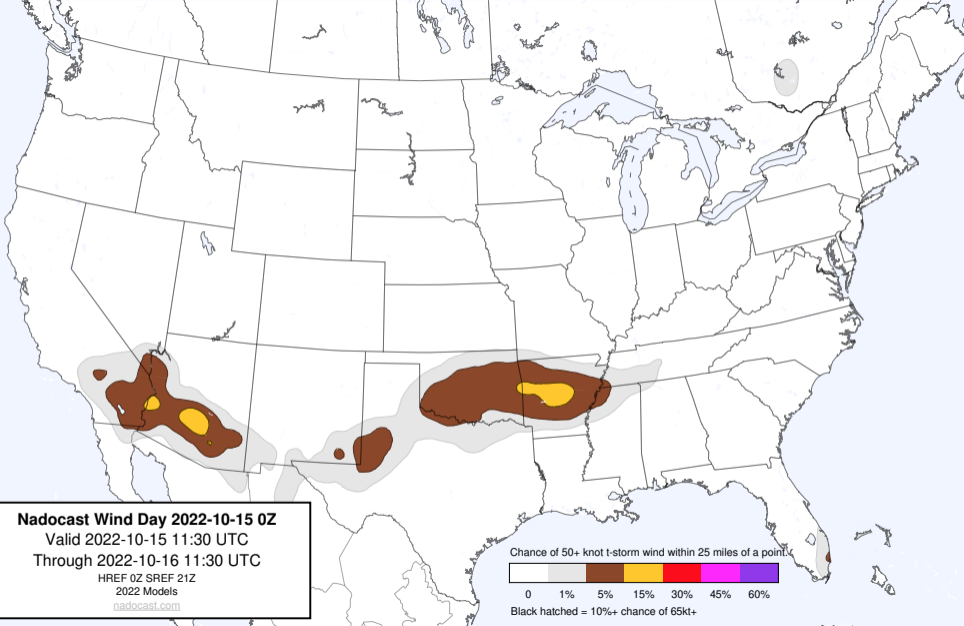 Nadocast Wind Day 2022-10-15 0Z
Valid 2022-10-15 11:30 UTC
Through 2022-10-16 11:30 UTC
HREF 0Z SREF 21Z
2022 Models
nadocast.com
Chance of 50+ knot t-storm wind within 25 miles of a point.
0 1% 5% 15% 30% 45% 60%
Black hatched = 10%+ chance of 65kt+